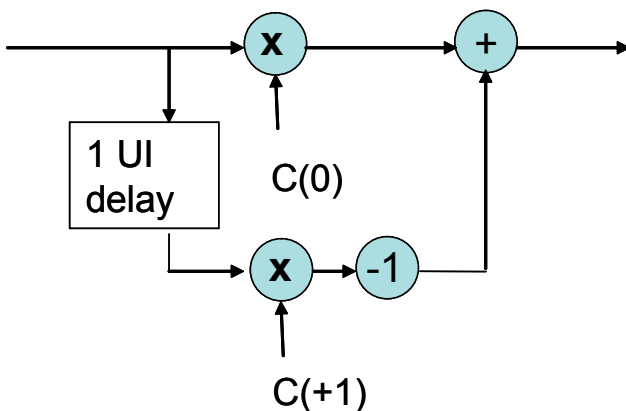 x
+
1 UI
delay
C(0)
x
-1
C(+1)